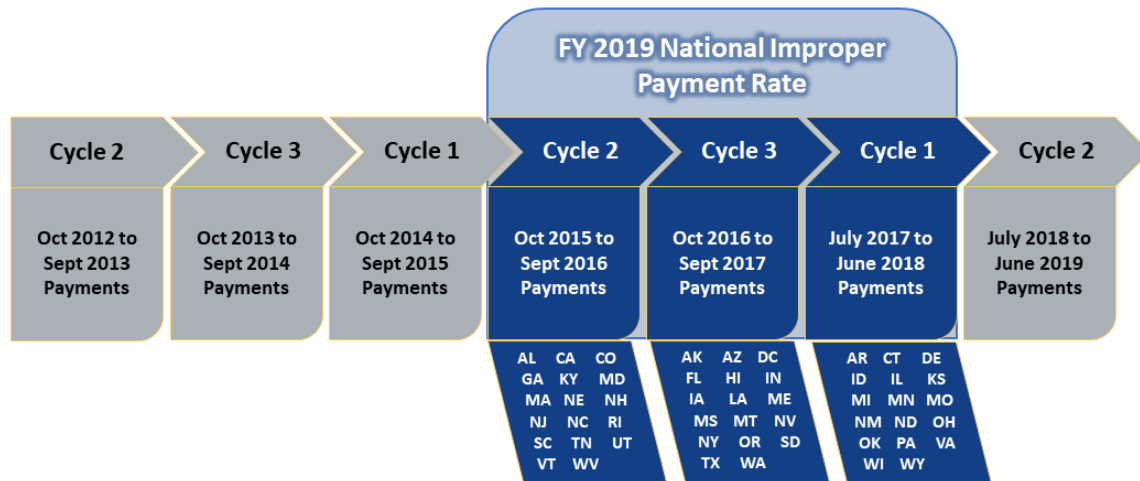 FY 2019 National Improper
Payment Rate
Cycle 2
Cycle 3
Cycle 1
Cycle 2
Cycle 3
Cycle 1
Cycle 2
Oct 2012 to
Sept 2013
Payments
Oct 2013 to
Sept 2014
Payments
Oct 2014 to
Sept 2015
Payments
Oct 2015 to
Sept 2016
Payments
Oct 2016 to
Sept 2017
Payments
July 2017 to
June 2018
Payments
July 2018 to
June 2019
Payments
AL CA CO
GA KY MD
MA NE NH
NJ NC RI
SC TN UT
VT WV
AK AZ DC
FL HI IN
IA LA ME
MS MT NV
NY OR SD
TX WA
AR CT DE
ID IL KS
MI MN MO
NM ND OH
OK PA VA
WI WY